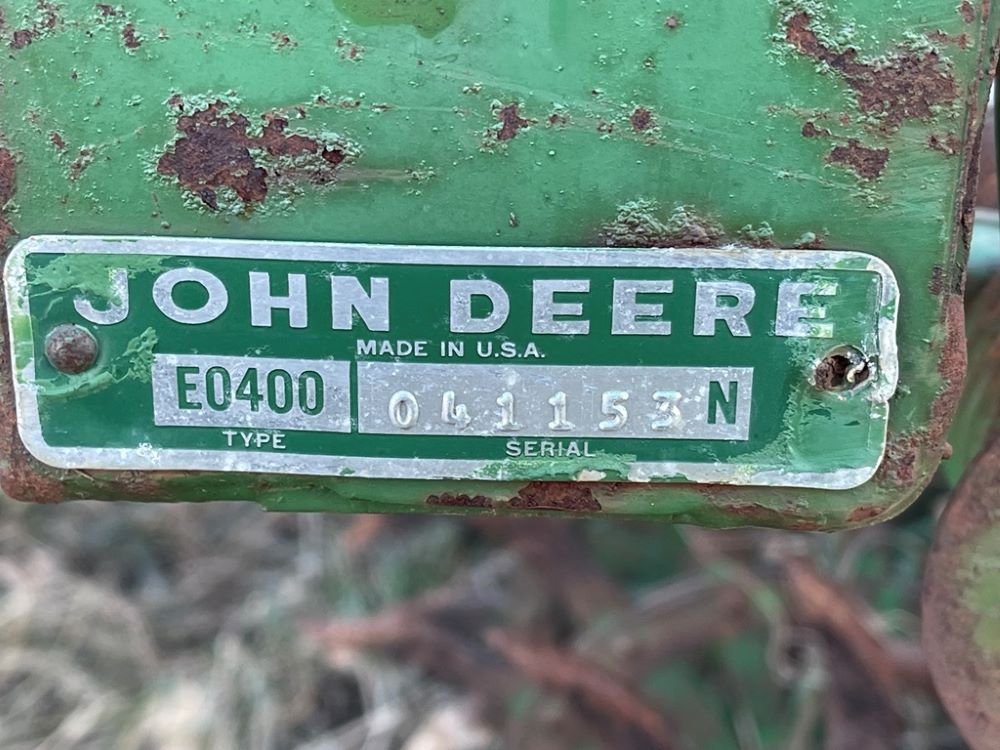 JOHN DEERE
MADE IN U.S.A.
E0400 041153 N
TYPE SERIAL